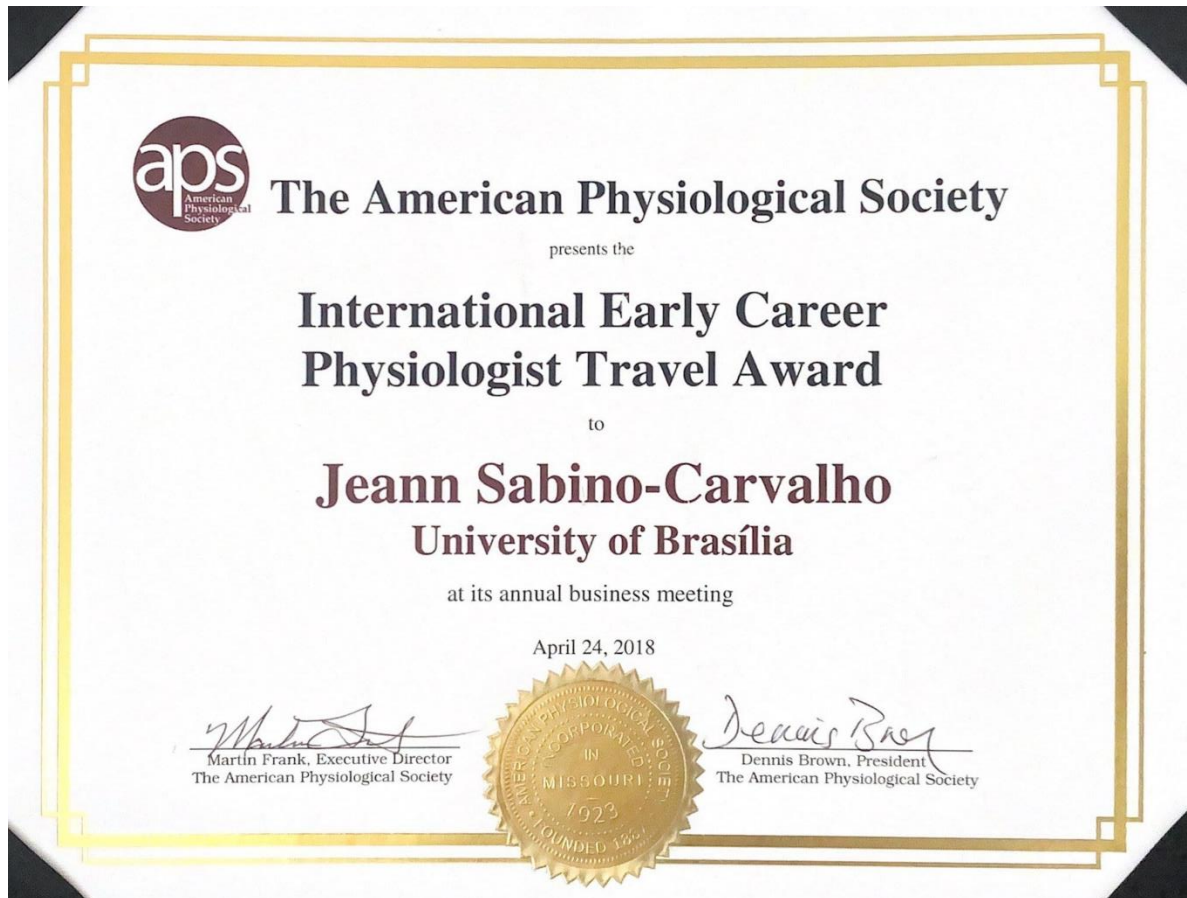 aps
American
Physiological
Society
The American Physiological Society
presents the
International Early Career
Physiologist Travel Award
to
Jeann Sabino-Carvalho
University of Brasília
at its annual business meeting
April 24, 2018
Martin Frank, Executive Director
The American Physiological Society
Dennis Brown, President
The American Physiological Society
AMERICAN PHYSIOLOGICAL SOCIETY
INCORPORATED
IN
MISSOURI
1923
FOUNDED 1887